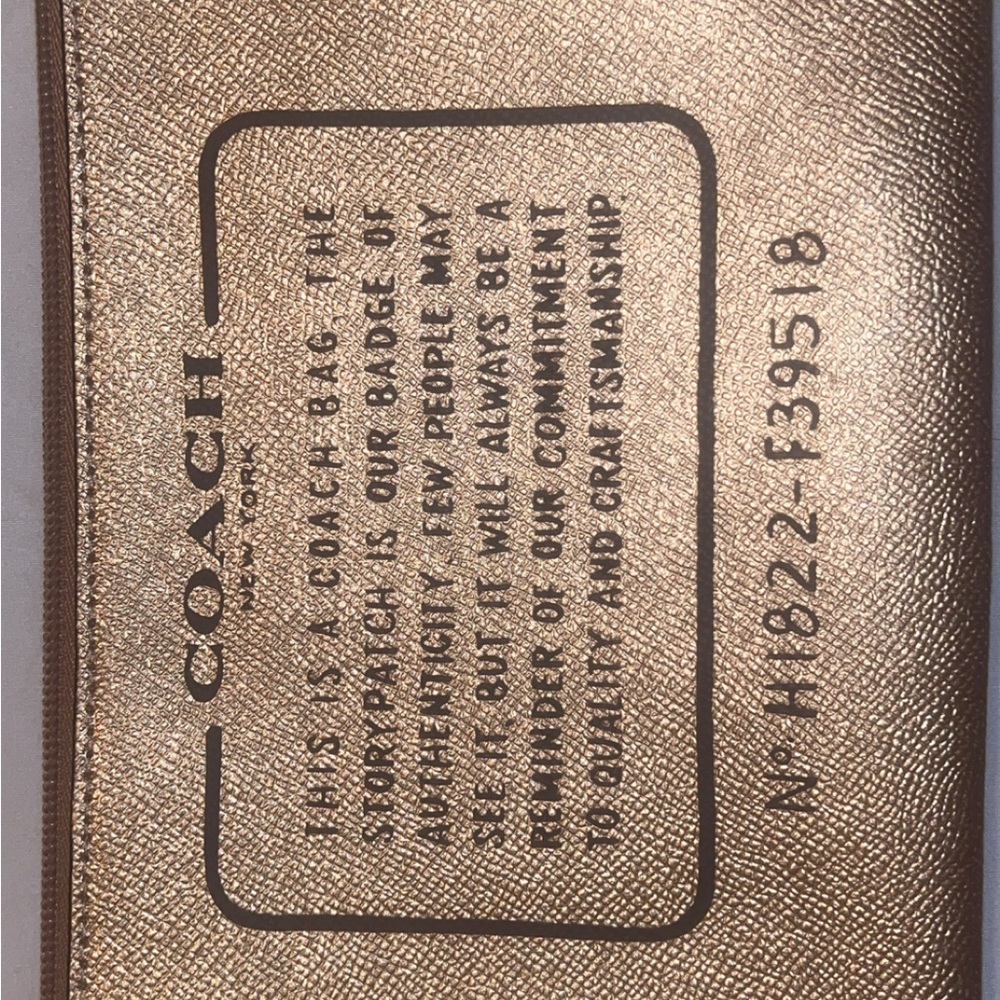 COACH
NEW YORK
THIS IS A COACH BAG. THE
STORYPATCH IS OUR BADGE OF
AUTHENTICITY. FEW PEOPLE MAY
SEE IT, BUT IT WILL ALWAYS BE A
REMINDER OF OUR COMMITMENT
TO QUALITY AND CRAFTSMANSHIP.
Nº H1822-F39518